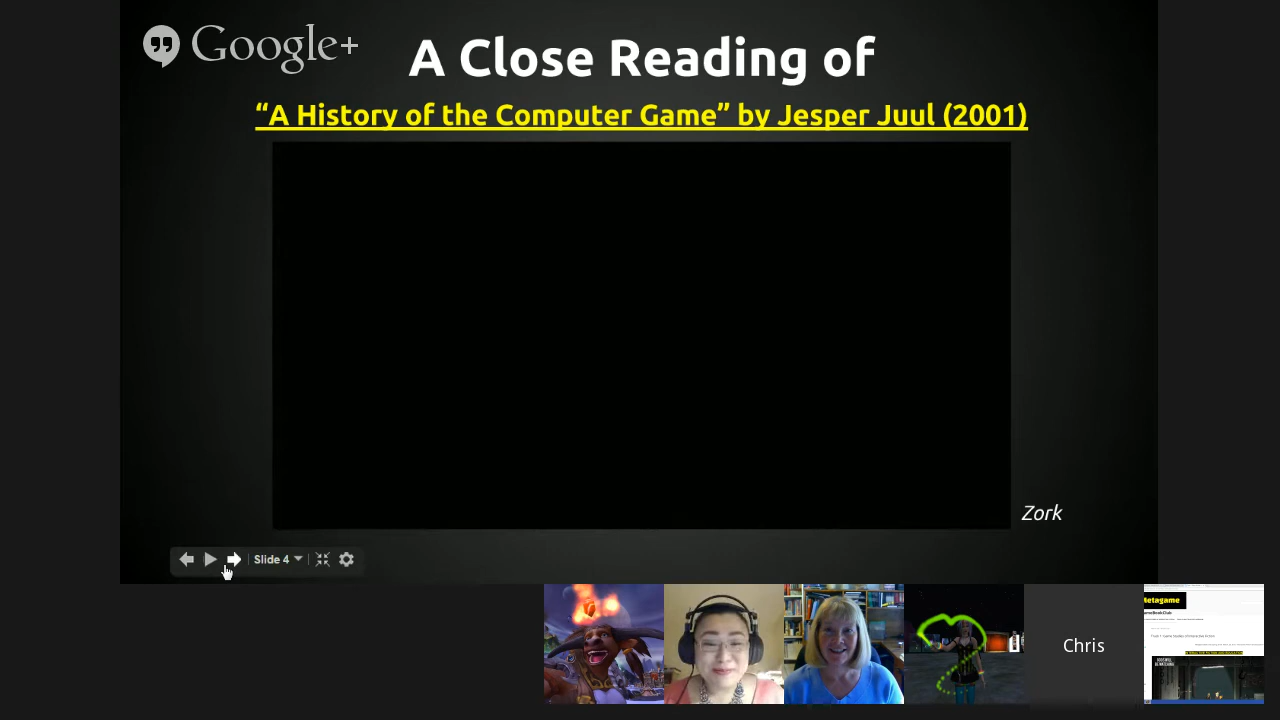 Google+
A Close Reading of
“A History of the Computer Game” by Jesper Juul (2001)
Zork
Slide 4
Chris
Metagame